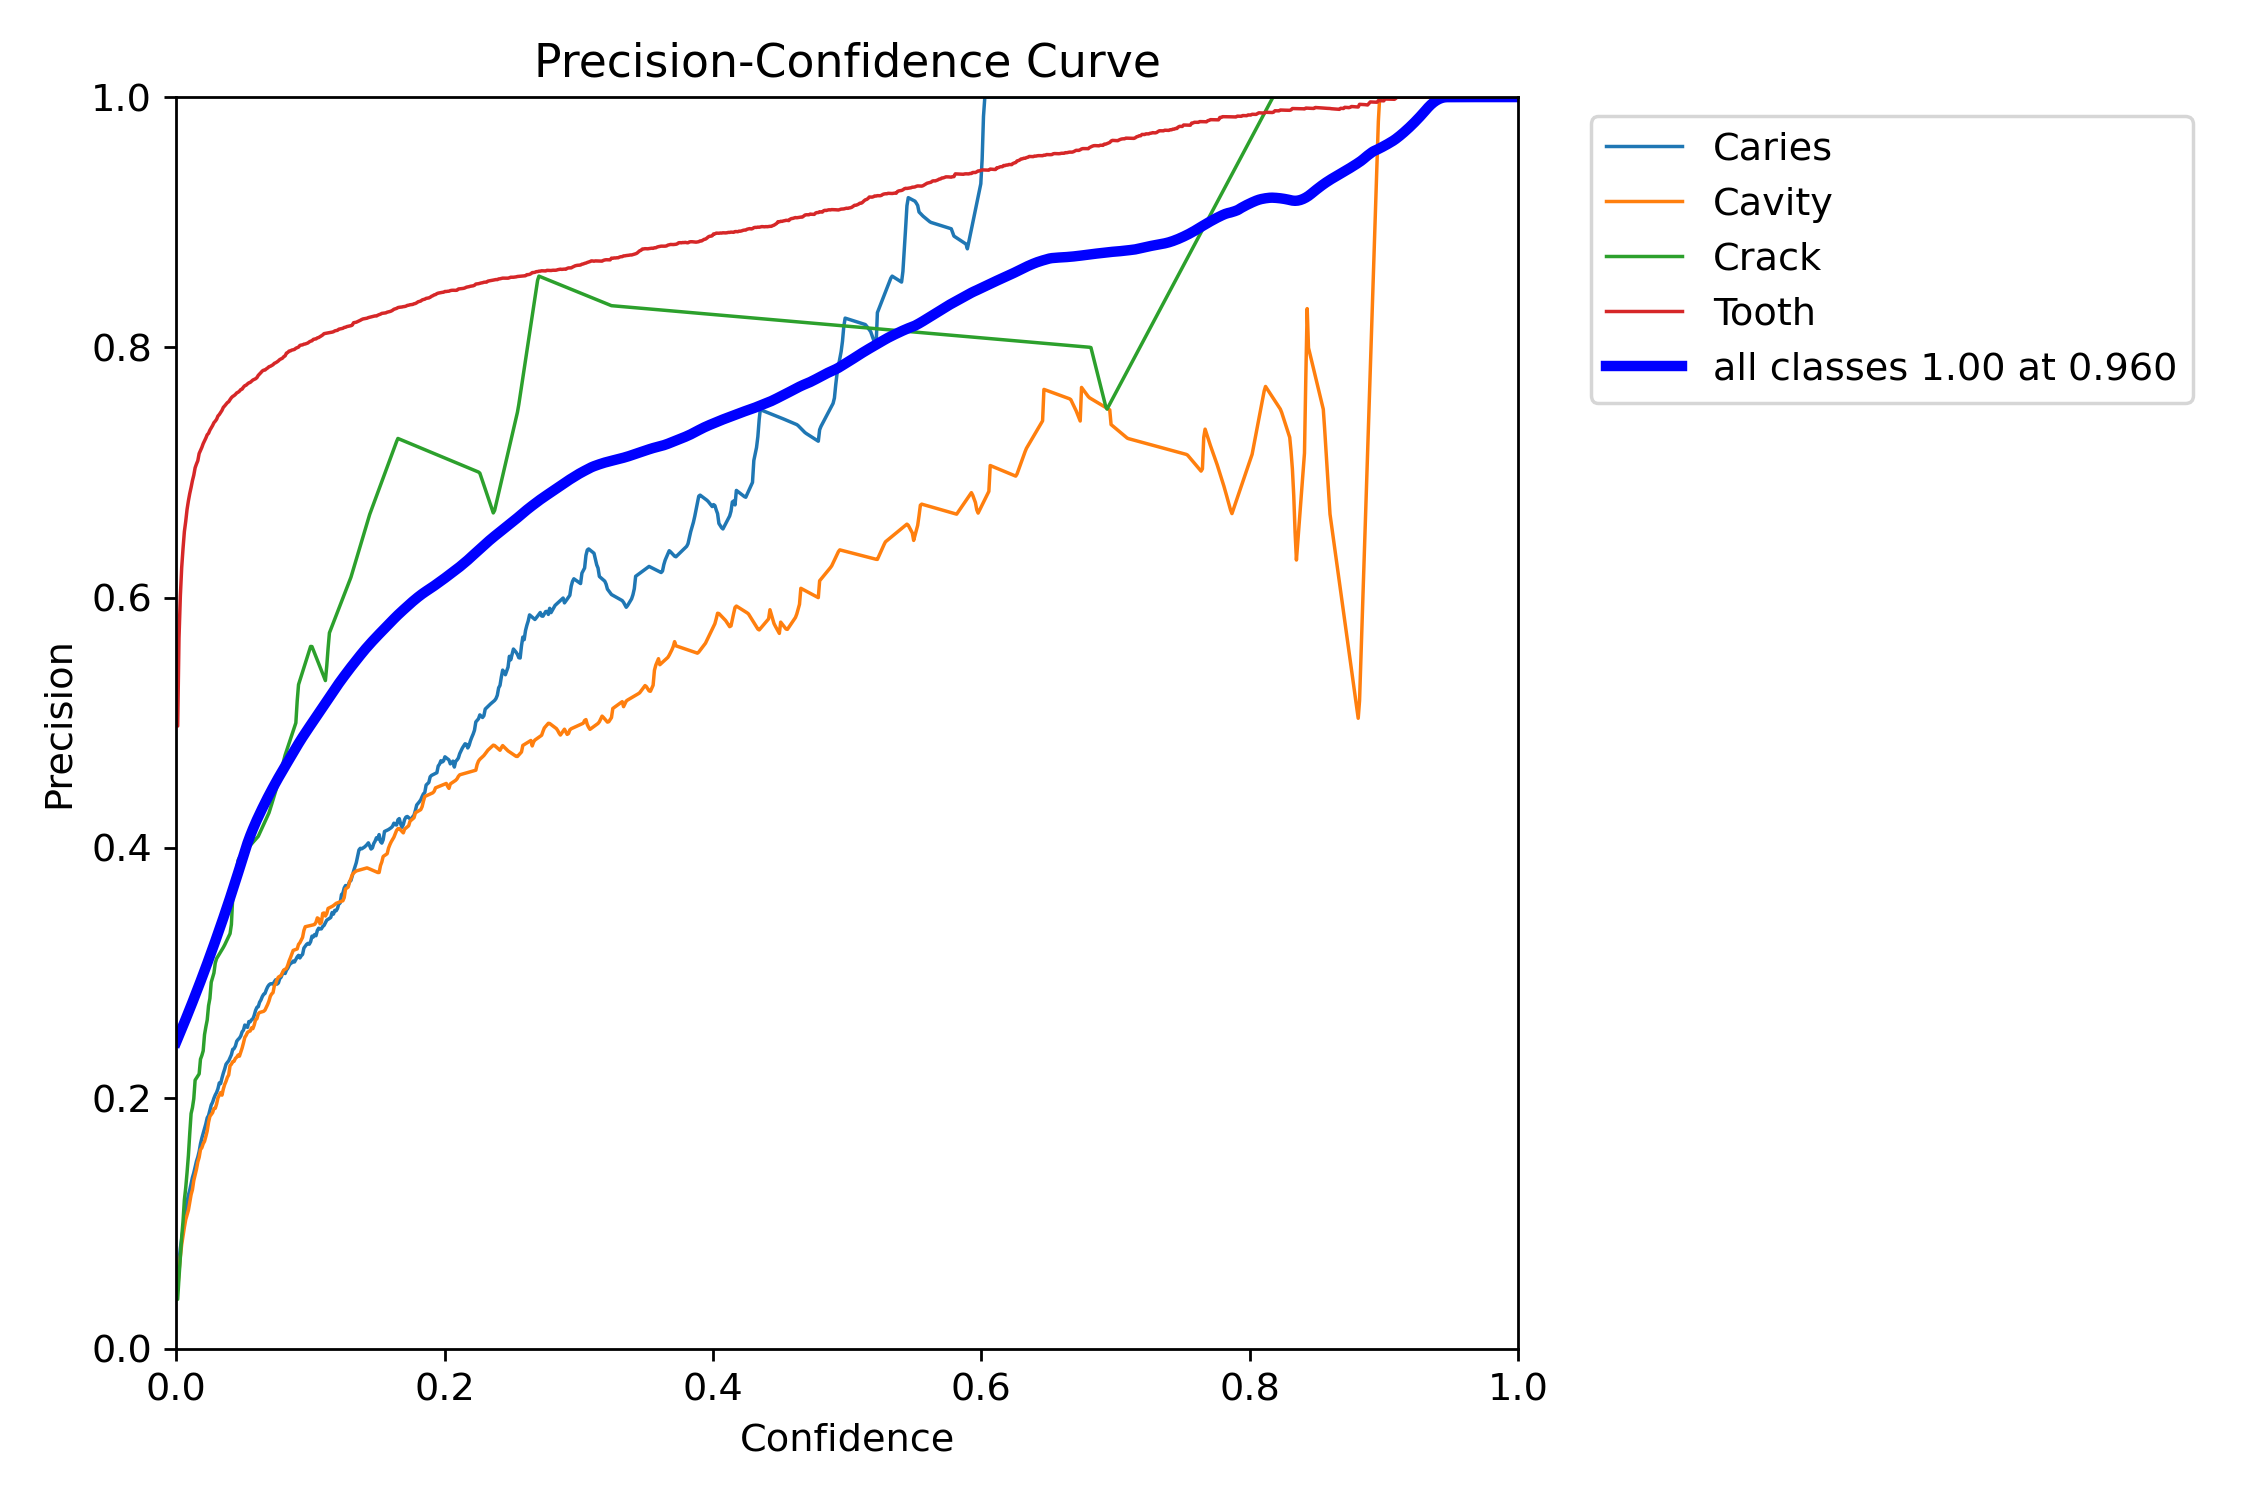 Precision-Confidence Curve
1.0
0.8
0.6
0.4
0.2
0.0
Precision
0.0 0.2 0.4 0.6 0.8 1.0
Confidence
Caries
Cavity
Crack
Tooth
all classes 1.00 at 0.960